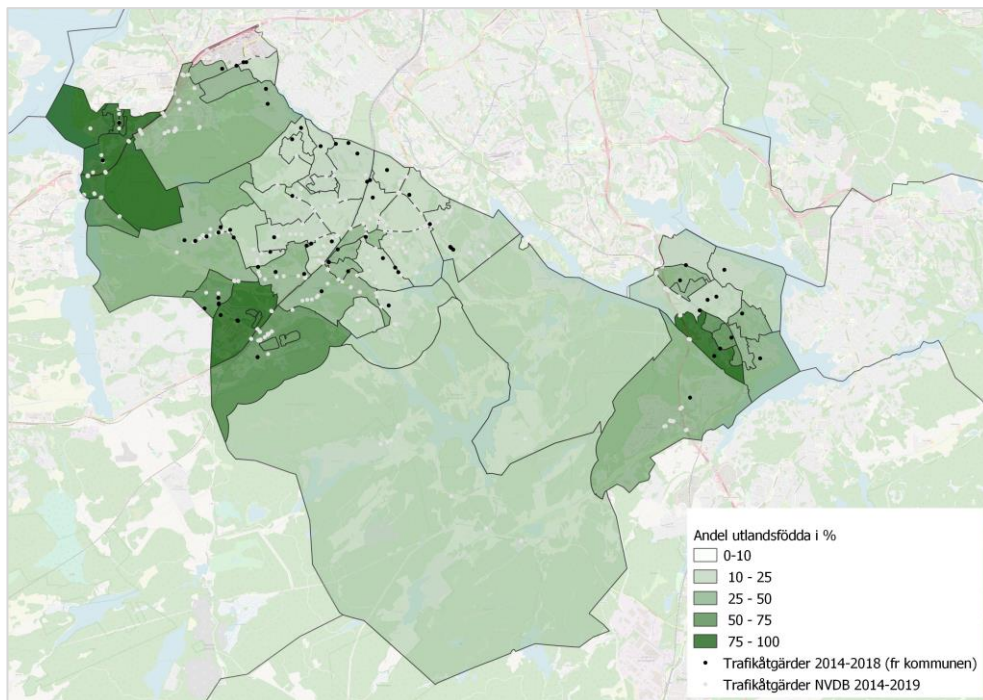 Andel utlandsfödda i %
0-10
10 - 25
25 - 50
50 - 75
75 - 100
Trafikåtgärder 2014-2018 (fr kommunen)
Trafikåtgärder NVDB 2014-2019